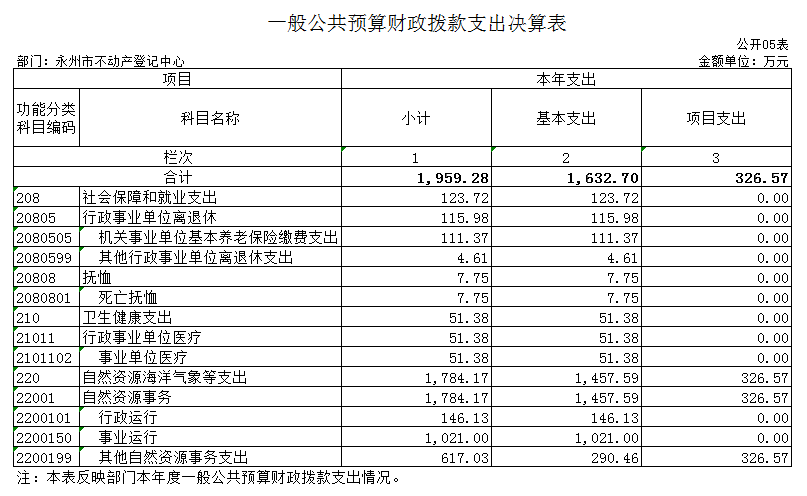 一般公共预算财政拨款支出决算表
公开05表
部门：永州市不动产登记中心 金额单位：万元
项目 本年支出
功能分类科目编码 科目名称 小计 基本支出 项目支出
栏次 1 2 3
合计 1,959.28 1,632.70 326.57
208 社会保障和就业支出 123.72 123.72 0.00
20805 行政事业单位离退休 115.98 115.98 0.00
2080505 机关事业单位基本养老保险缴费支出 111.37 111.37 0.00
2080599 其他行政事业单位离退休支出 4.61 4.61 0.00
20808 抚恤 7.75 7.75 0.00
2080801 死亡抚恤 7.75 7.75 0.00
210 卫生健康支出 51.38 51.38 0.00
21011 行政事业单位医疗 51.38 51.38 0.00
2101102 事业单位医疗 51.38 51.38 0.00
220 自然资源海洋气象等支出 1,784.17 1,457.59 326.57
22001 自然资源事务 1,784.17 1,457.59 326.57
2200101 行政运行 146.13 146.13 0.00
2200150 事业运行 1,021.00 1,021.00 0.00
2200199 其他自然资源事务支出 617.03 290.46 326.57
注：本表反映部门本年度一般公共预算财政拨款支出情况。